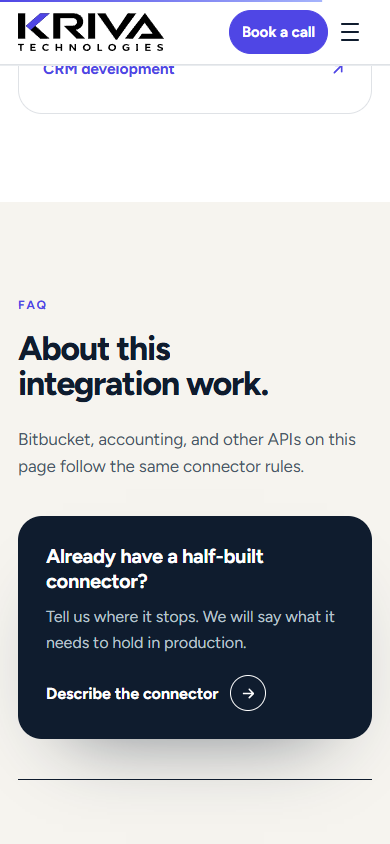 KRIVA
TECHNOLOGIES
Book a call
CRM development
FAQ
About this
integration work.
Bitbucket, accounting, and other APIs on this
page follow the same connector rules.
Already have a half-built
connector?
Tell us where it stops. We will say what it
needs to hold in production.
Describe the connector